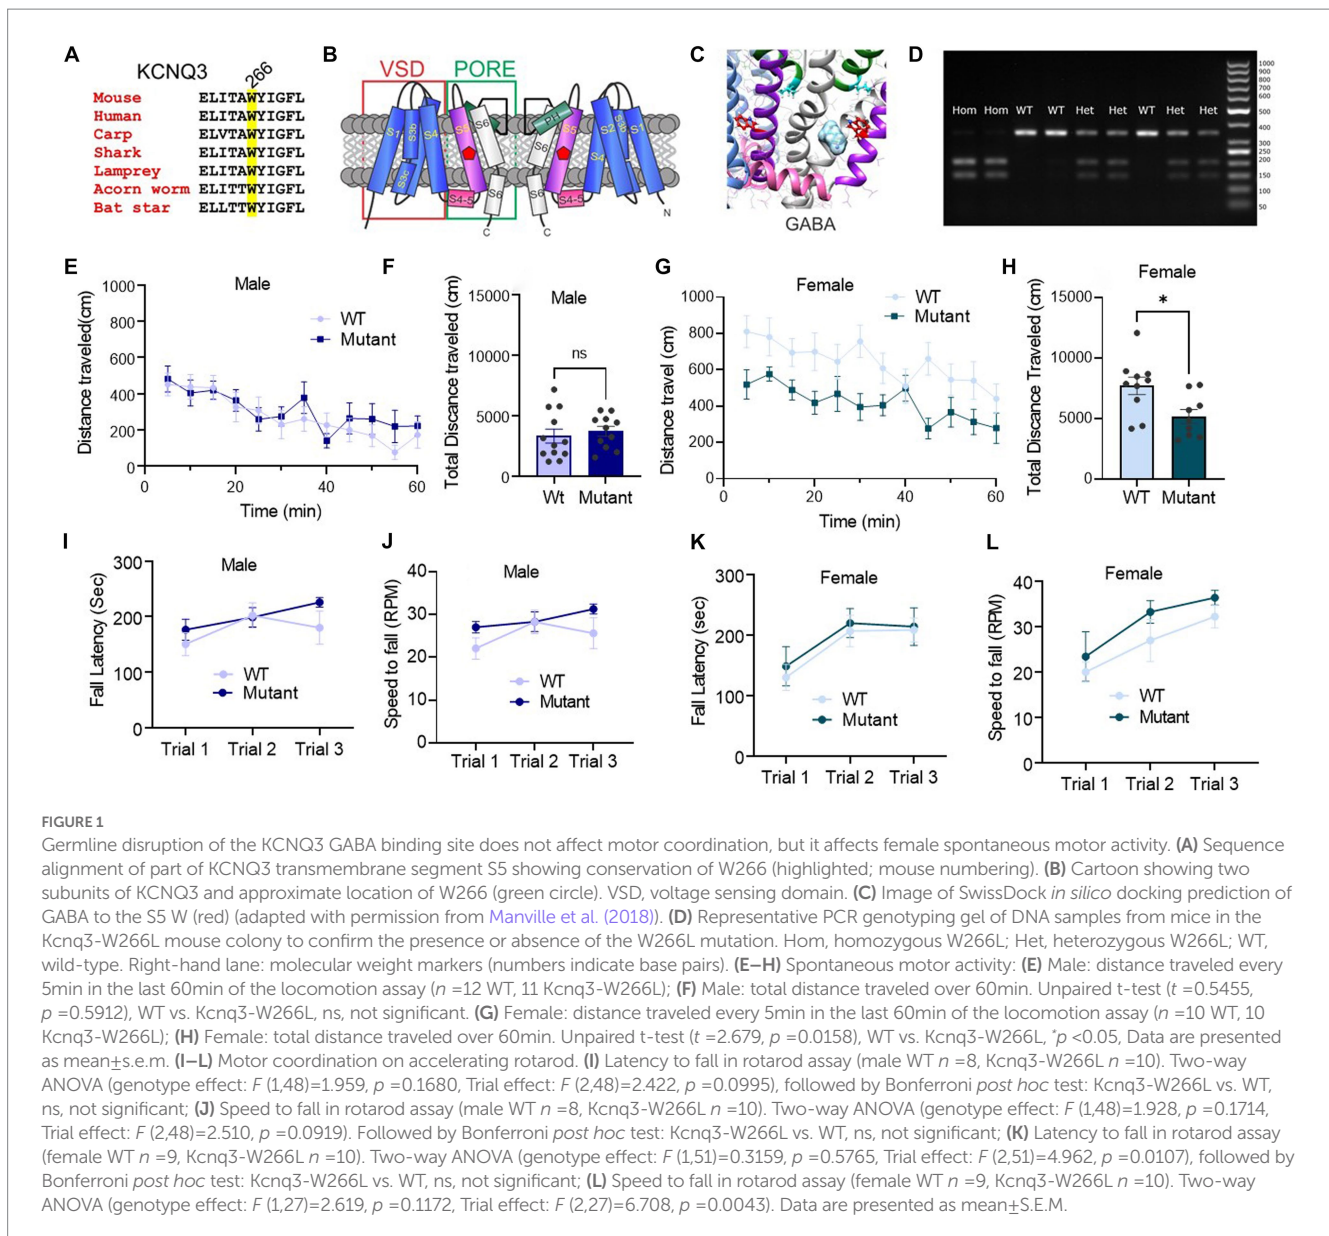 A
KCNQ3
266
Mouse ELITAWYIGFL
Human ELITAWYIGFL
Carp ELVTAWYIGFL
Shark ELITAWYIGFL
Lamprey ELITAWYIGFL
Acorn worm ELITTWYIGFL
Bat star ELLTTWYIGFL
B
VSD PORE
S1 S3b S4 S5 S6 PH S5 S2 S3b S1
S3c S6 S4
S4-5 S6 S6 S4-5
C C N
C
GABA
D
Hom Hom WT WT Het Het WT Het Het
1000
900
800
700
600
500
400
300
250
200
150
100
50
E
Male
Distance traveled(cm)
1000
800
600
400
200
0
0 20 40 60
Time (min)
WT
Mutant
F
Male
Total Discance traveled (cm)
15000
10000
5000
0
ns
Wt Mutant
G
Female
Distance travel (cm)
1000
800
600
400
200
0
0 20 40 60
Time (min)
WT
Mutant
H
Female
Total Discance Traveled (cm)
15000
10000
5000
0
*
WT Mutant
I
Male
Fall Latency (Sec)
300
200
100
0
WT
Mutant
Trial 1 Trial 2 Trial 3
J
Male
Speed to fall (RPM)
40
30
20
10
0
WT
Mutant
Trial 1 Trial 2 Trial 3
K
Female
Fall Latency (sec)
300
200
100
0
WT
Mutant
Trial 1 Trial 2 Trial 3
L
Female
Speed to fall (RPM)
40
30
20
10
0
WT
Mutant
Trial 1 Trial 2 Trial 3
FIGURE 1
Germline disruption of the KCNQ3 GABA binding site does not affect motor coordination, but it affects female spontaneous motor activity. (A) Sequence
alignment of part of KCNQ3 transmembrane segment S5 showing conservation of W266 (highlighted; mouse numbering). (B) Cartoon showing two
subunits of KCNQ3 and approximate location of W266 (green circle). VSD, voltage sensing domain. (C) Image of SwissDock in silico docking prediction of
GABA to the S5 W (red) (adapted with permission from Manville et al. (2018)). (D) Representative PCR genotyping gel of DNA samples from mice in the
Kcnq3-W266L mouse colony to confirm the presence or absence of the W266L mutation. Hom, homozygous W266L; Het, heterozygous W266L; WT,
wild-type. Right-hand lane: molecular weight markers (numbers indicate base pairs). (E–H) Spontaneous motor activity: (E) Male: distance traveled every
5min in the last 60min of the locomotion assay (n =12 WT, 11 Kcnq3-W266L); (F) Male: total distance traveled over 60min. Unpaired t-test (t =0.5455,
p =0.5912), WT vs. Kcnq3-W266L, ns, not significant. (G) Female: distance traveled every 5min in the last 60min of the locomotion assay (n =10 WT, 10
Kcnq3-W266L); (H) Female: total distance traveled over 60min. Unpaired t-test (t =2.679, p =0.0158), WT vs. Kcnq3-W266L, *p <0.05, Data are presented
as mean±s.e.m. (I–L) Motor coordination on accelerating rotarod. (I) Latency to fall in rotarod assay (male WT n =8, Kcnq3-W266L n =10). Two-way
ANOVA (genotype effect: F (1,48)=1.959, p =0.1680, Trial effect: F (2,48)=2.422, p =0.0995), followed by Bonferroni post hoc test: Kcnq3-W266L vs. WT,
ns, not significant; (J) Speed to fall in rotarod assay (male WT n =8, Kcnq3-W266L n =10). Two-way ANOVA (genotype effect: F (1,48)=1.928, p =0.1714,
Trial effect: F (2,48)=2.510, p =0.0919). Followed by Bonferroni post hoc test: Kcnq3-W266L vs. WT, ns, not significant; (K) Latency to fall in rotarod assay
(female WT n =9, Kcnq3-W266L n =10). Two-way ANOVA (genotype effect: F (1,51)=0.3159, p =0.5765, Trial effect: F (2,51)=4.962, p =0.0107), followed by
Bonferroni post hoc test: Kcnq3-W266L vs. WT, ns, not significant; (L) Speed to fall in rotarod assay (female WT n =9, Kcnq3-W266L n =10). Two-way
ANOVA (genotype effect: F (1,27)=2.619, p =0.1172, Trial effect: F (2,27)=6.708, p =0.0043). Data are presented as mean±S.E.M.